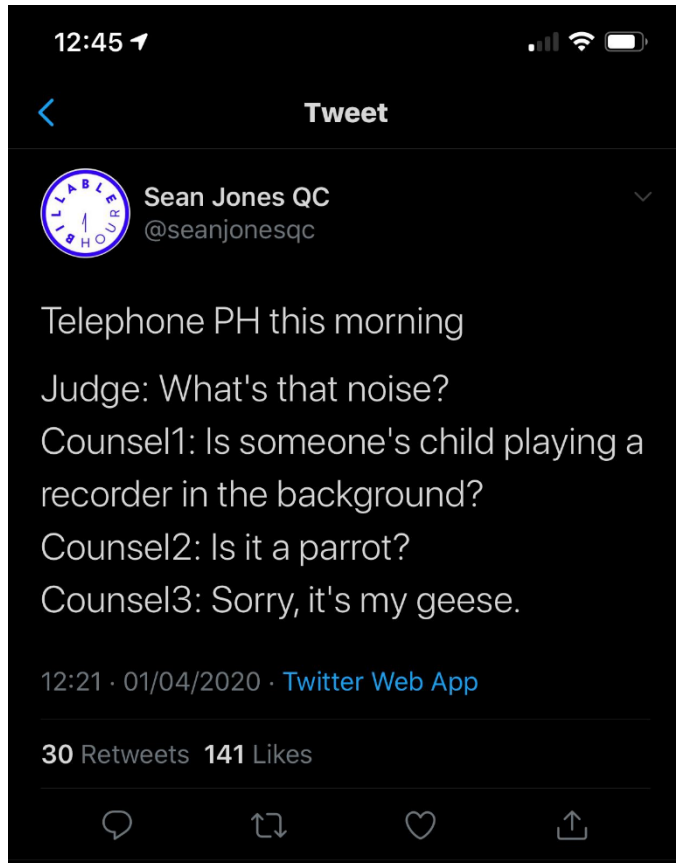 12:45
Tweet
BILLABLE HOUR
Sean Jones QC
@seanjonesqc
Telephone PH this morning
Judge: What's that noise?
Counsel1: Is someone's child playing a
recorder in the background?
Counsel2: Is it a parrot?
Counsel3: Sorry, it's my geese.
12:21 · 01/04/2020 · Twitter Web App
30 Retweets 141 Likes